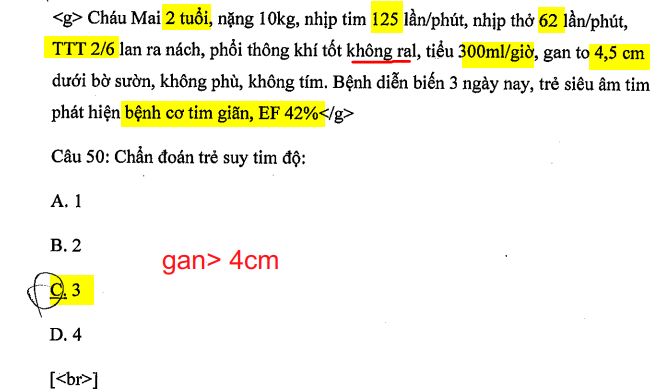 <g> Cháu Mai 2 tuổi, nặng 10kg, nhịp tim 125 lần/phút, nhịp thở 62 lần/phút,
TTT 2/6 lan ra nách, phổi thông khí tốt không ral, tiểu 300ml/giờ, gan to 4,5 cm
dưới bờ sườn, không phù, không tím. Bệnh diễn biến 3 ngày nay, trẻ siêu âm tim
phát hiện bệnh cơ tim giãn, EF 42%</g>
Câu 50: Chẩn đoán trẻ suy tim độ:
A. 1
B. 2
gan> 4cm
C. 3
D. 4
[<br>]